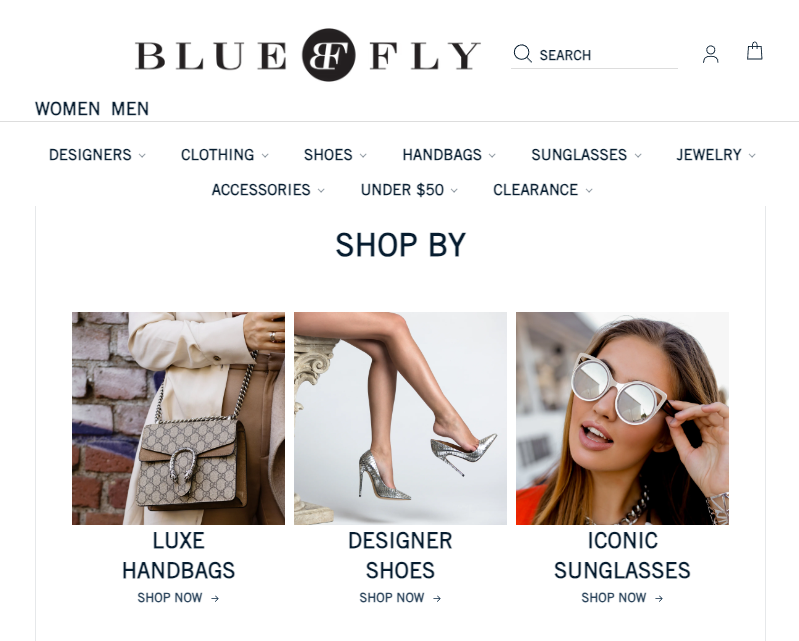 BLUE BF FLY
SEARCH
WOMEN MEN
DESIGNERS CLOTHING SHOES HANDBAGS SUNGLASSES JEWELRY
ACCESSORIES UNDER $50 CLEARANCE
SHOP BY
LUXE
HANDBAGS
SHOP NOW →
DESIGNER
SHOES
SHOP NOW →
ICONIC
SUNGLASSES
SHOP NOW →